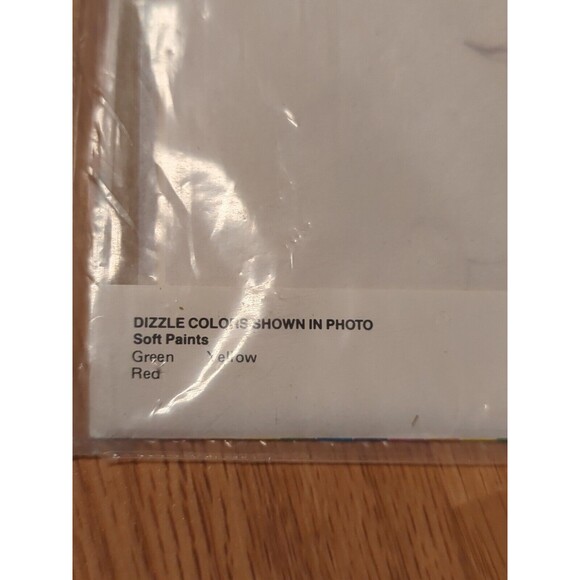 DIZZLE COLORS SHOWN IN PHOTO
Soft Paints
Green Yellow
Red